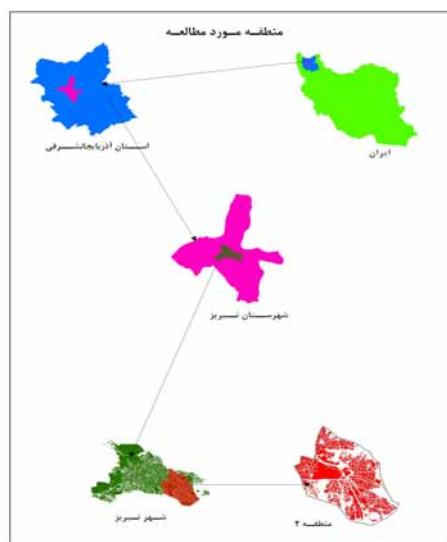 منطقه مورد مطالعه
ایران
استان آذربایجانشرقی
شهرستان تبریز
شهر تبریز
منطقه ۲